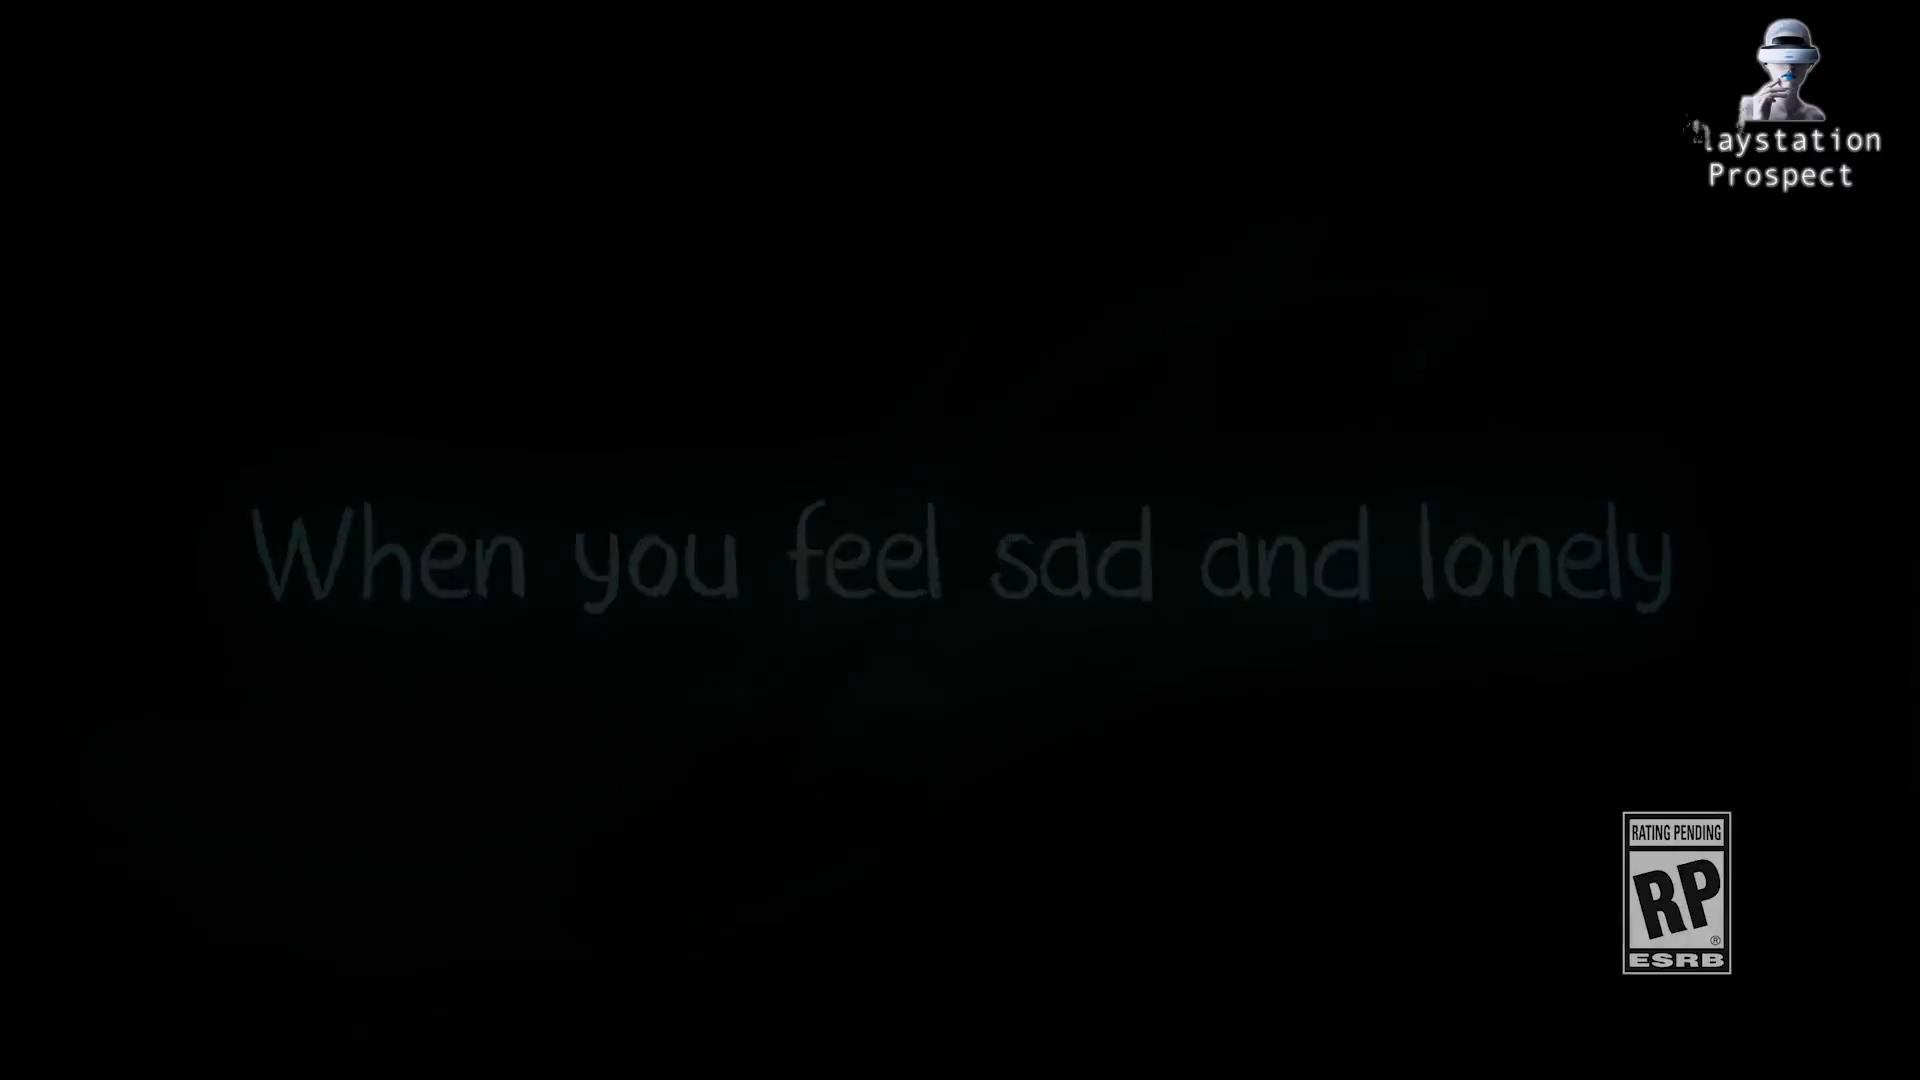 laystation
Prospect
When you feel sad and lonely
RATING PENDING
RP
®
ESRB